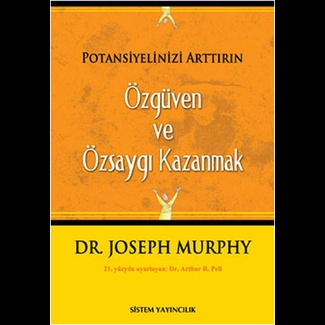 POTANSİYELİNİZİ ARTTIRIN
Özgüven
ve
Özsaygı Kazanmak
DR. JOSEPH MURPHY
21. yüzyıla uyarlayan: Dr. Arthur R. Pell
SİSTEM YAYINCILIK